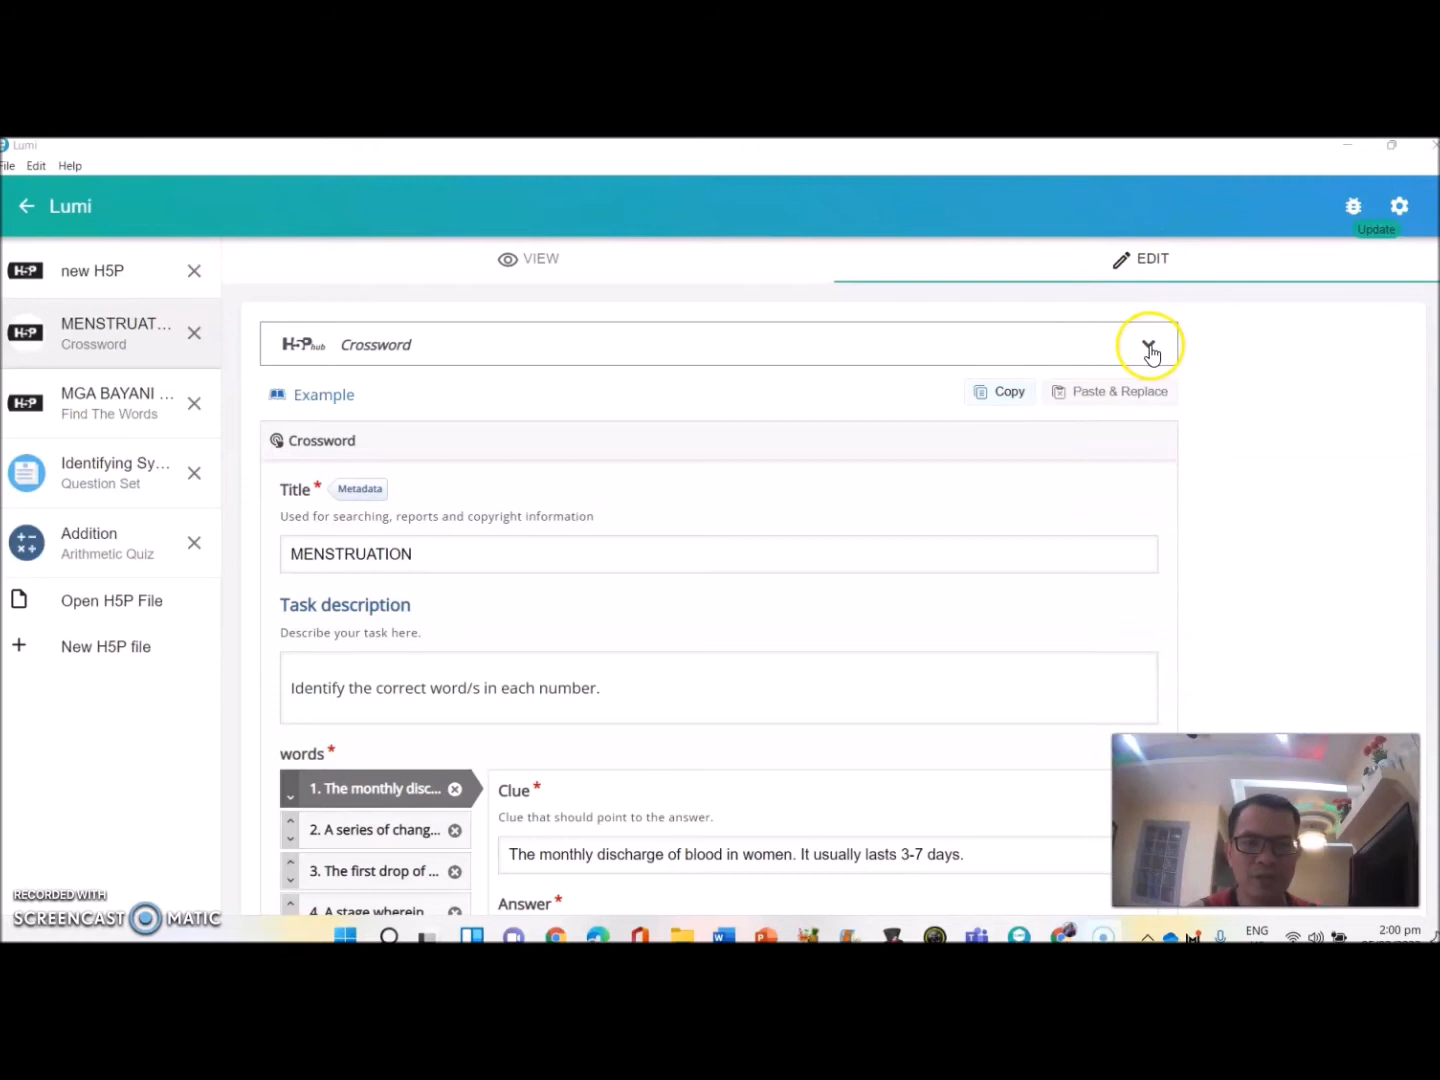 Lumi
File Edit Help
Lumi
Update
new H5P
MENSTRUAT...
Crossword
MGA BAYANI ...
Find The Words
Identifying Sy...
Question Set
Addition
Arithmetic Quiz
Open H5P File
New H5P file
VIEW
EDIT
H5P hub Crossword
Example
Copy
Paste & Replace
Crossword
Title * Metadata
Used for searching, reports and copyright information
MENSTRUATION
Task description
Describe your task here.
Identify the correct word/s in each number.
words *
1. The monthly disc...
2. A series of chang...
3. The first drop of ...
4. A stage wherein
Clue *
Clue that should point to the answer.
The monthly discharge of blood in women. It usually lasts 3-7 days.
Answer *
RECORDED WITH
SCREENCAST MATIC
ENG
2:00 pm